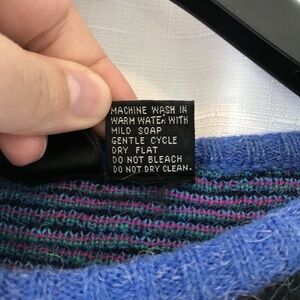 MACHINE WASH IN
WARM WATER WITH
MILD SOAP
GENTLE CYCLE
DRY FLAT
DO NOT BLEACH
DO NOT DRY CLEAN.